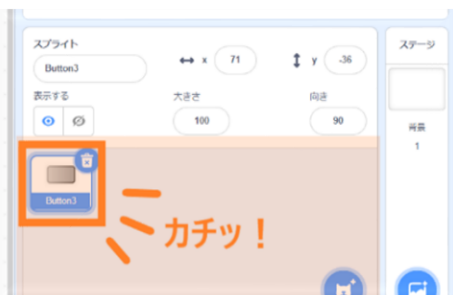 スプライト
Button3
x 71
y -36
ステージ
表示する
大きさ
100
向き
90
背景
1
Button3
カチッ！